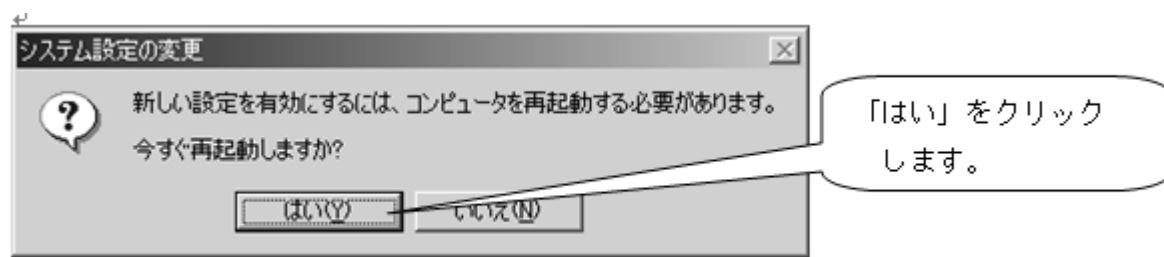 システム設定の変更
新しい設定を有効にするには、コンピュータを再起動する必要があります。
今すぐ再起動しますか?
はい(Y)
いいえ(N)
「はい」をクリック
します。